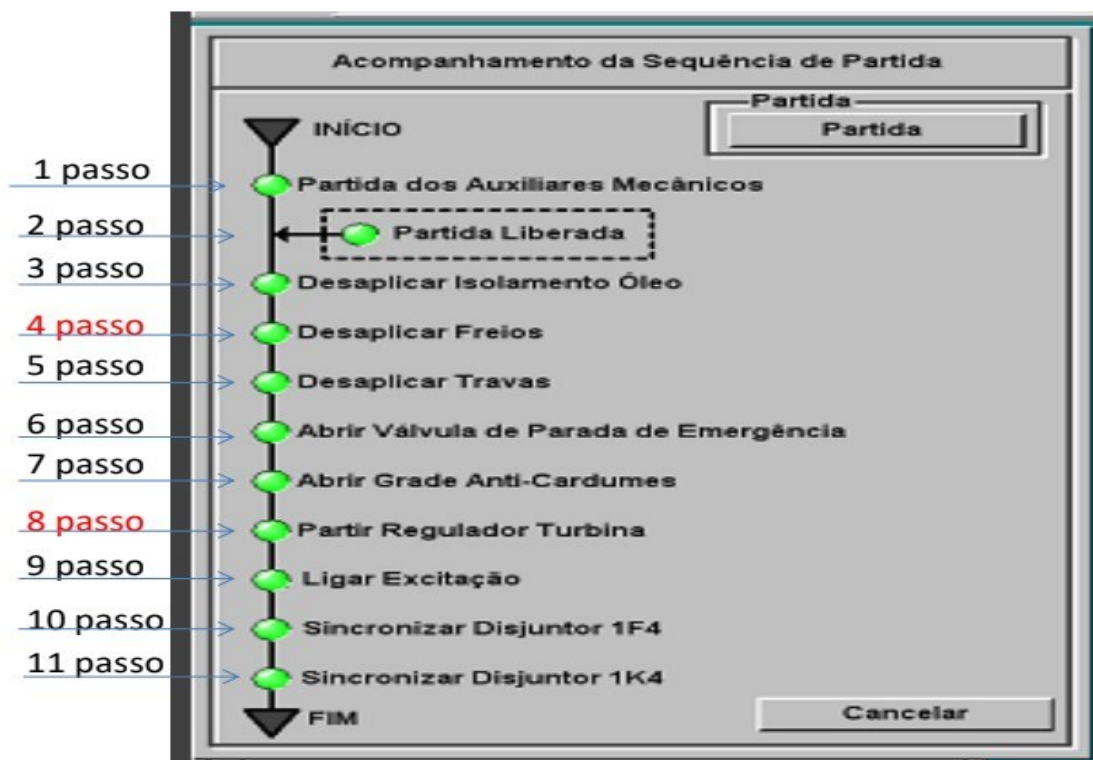 Acompanhamento da Sequência de Partida
Partida
INÍCIO
Partida
1 passo
Partida dos Auxiliares Mecânicos
2 passo
Partida Liberada
3 passo
Desaplicar Isolamento Óleo
4 passo
Desaplicar Freios
5 passo
Desaplicar Travas
6 passo
Abrir Válvula de Parada de Emergência
7 passo
Abrir Grade Anti-Cardumes
8 passo
Partir Regulador Turbina
9 passo
Ligar Excitação
10 passo
Sincronizar Disjuntor 1F4
11 passo
Sincronizar Disjuntor 1K4
FIM
Cancelar